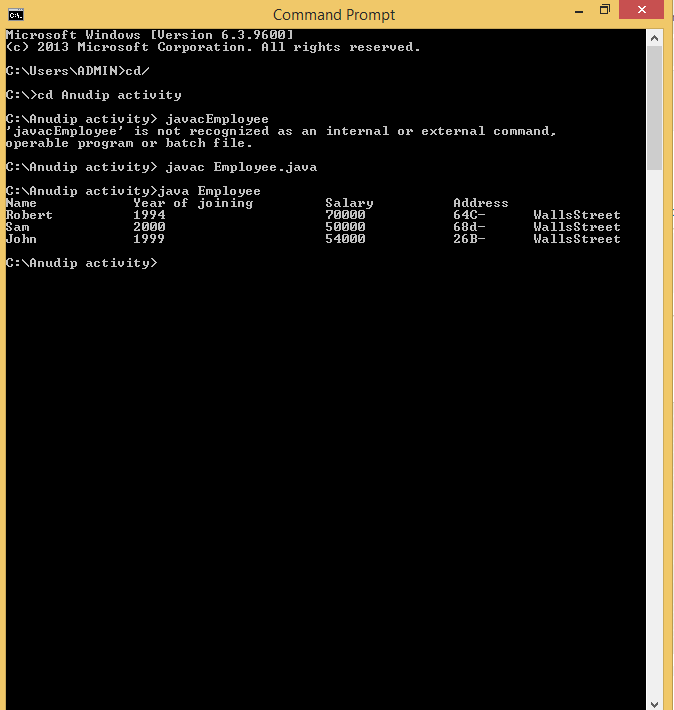 Command Prompt
Microsoft Windows [Version 6.3.9600]
(c) 2013 Microsoft Corporation. All rights reserved.
C:\Users\ADMIN>cd/
C:\>cd Anudip activity
C:\Anudip activity> javacEmployee
'javacEmployee' is not recognized as an internal or external command,
operable program or batch file.
C:\Anudip activity> javac Employee.java
C:\Anudip activity>java Employee
Name Year of joining Salary Address
Robert 1994 70000 64C- WallsStreet
Sam 2000 50000 68d- WallsStreet
John 1999 54000 26B- WallsStreet
C:\Anudip activity>